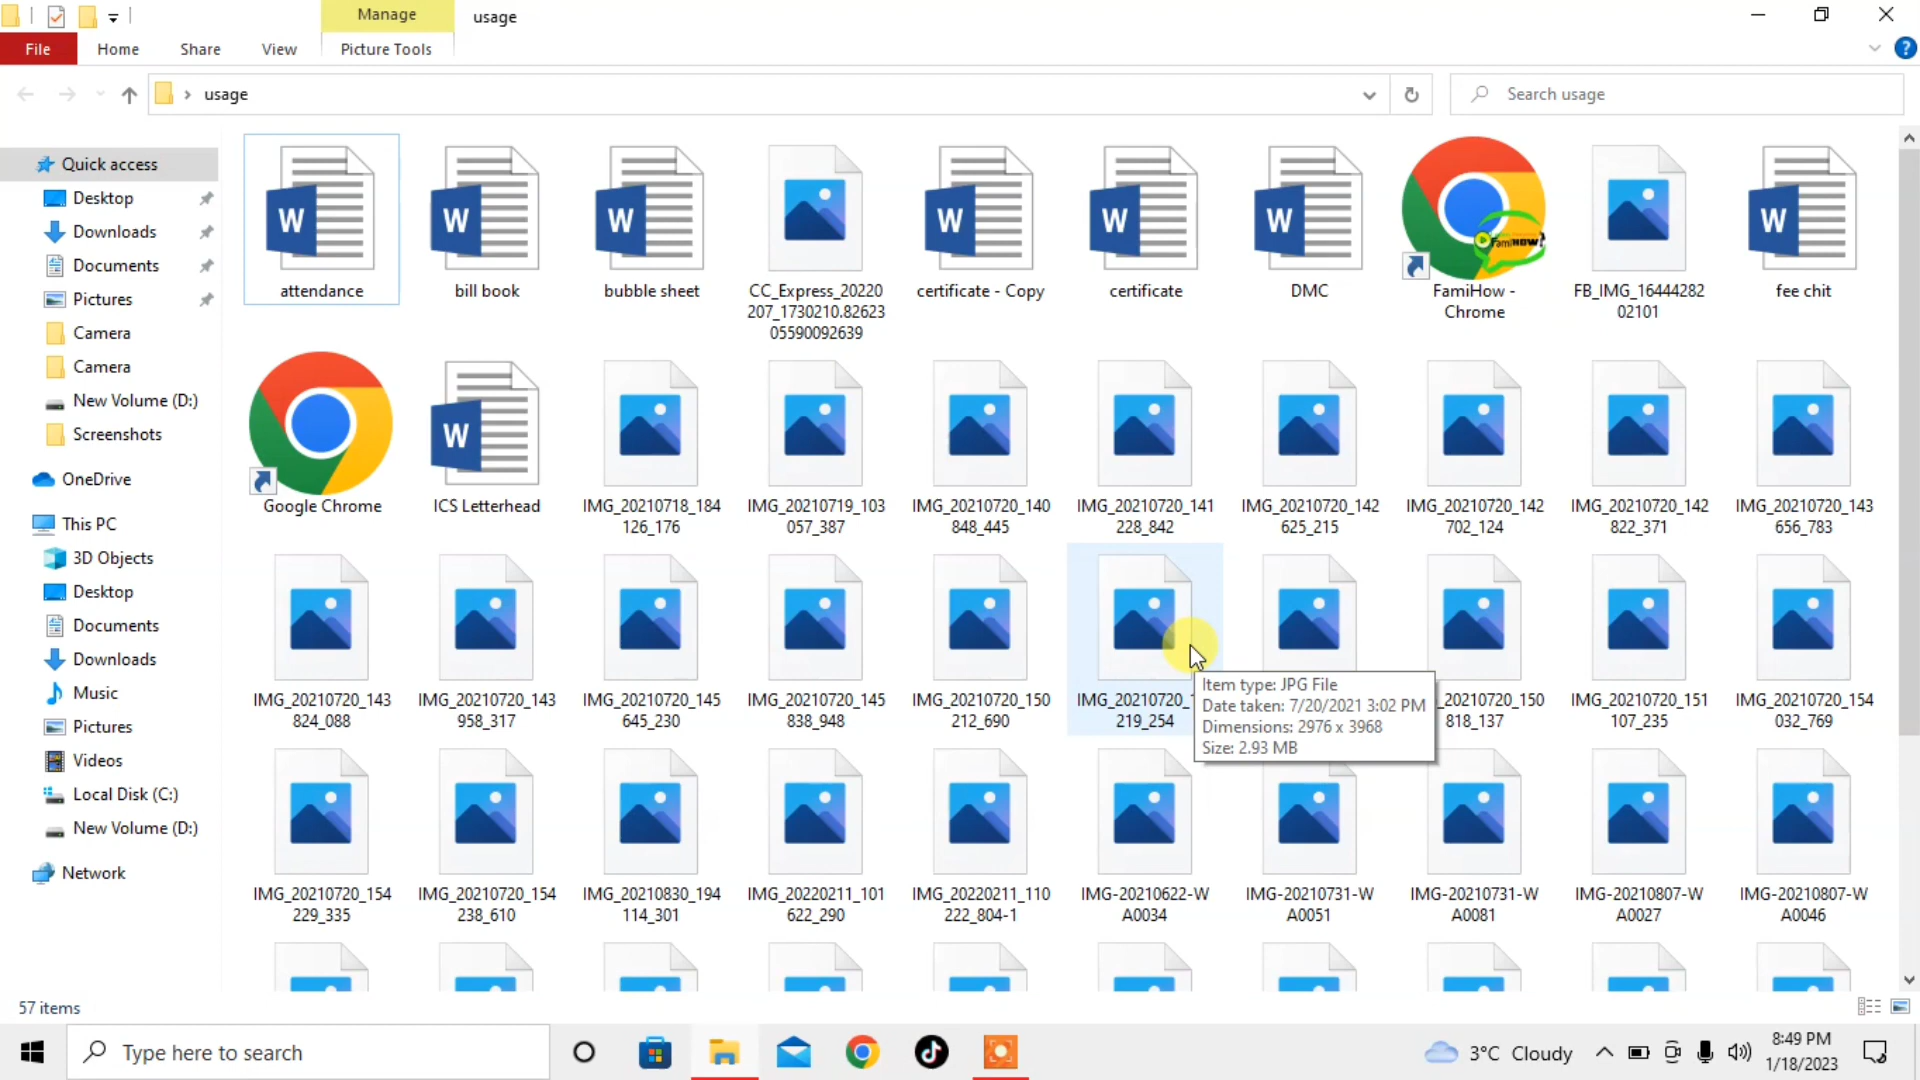 Manage
usage
File
Home
Share
View
Picture Tools
usage
Search usage
Quick access
Desktop
Downloads
Documents
Pictures
Camera
Camera
New Volume (D:)
Screenshots
OneDrive
This PC
3D Objects
Desktop
Documents
Downloads
Music
Pictures
Videos
Local Disk (C:)
New Volume (D:)
Network
attendance
bill book
bubble sheet
CC_Express_20220
207_1730210.82623
05590092639
certificate - Copy
certificate
DMC
FamiHow?
FamiHow -
Chrome
FB_IMG_16444282
02101
fee chit
Google Chrome
ICS Letterhead
IMG_20210718_184
126_176
IMG_20210719_103
057_387
IMG_20210720_140
848_445
IMG_20210720_141
228_842
IMG_20210720_142
625_215
IMG_20210720_142
702_124
IMG_20210720_142
822_371
IMG_20210720_143
656_783
IMG_20210720_143
824_088
IMG_20210720_143
958_317
IMG_20210720_145
645_230
IMG_20210720_145
838_948
IMG_20210720_150
212_690
IMG_20210720_1
219_254
Item type: JPG File
Date taken: 7/20/2021 3:02 PM
Dimensions: 2976 x 3968
Size: 2.93 MB
_20210720_150
818_137
IMG_20210720_151
107_235
IMG_20210720_154
032_769
IMG_20210720_154
229_335
IMG_20210720_154
238_610
IMG_20210830_194
114_301
IMG_20220211_101
622_290
IMG_20220211_110
222_804-1
IMG-20210622-W
A0034
IMG-20210731-W
A0051
IMG-20210731-W
A0081
IMG-20210807-W
A0027
IMG-20210807-W
A0046
57 items
Type here to search
3°C Cloudy
8:49 PM
1/18/2023